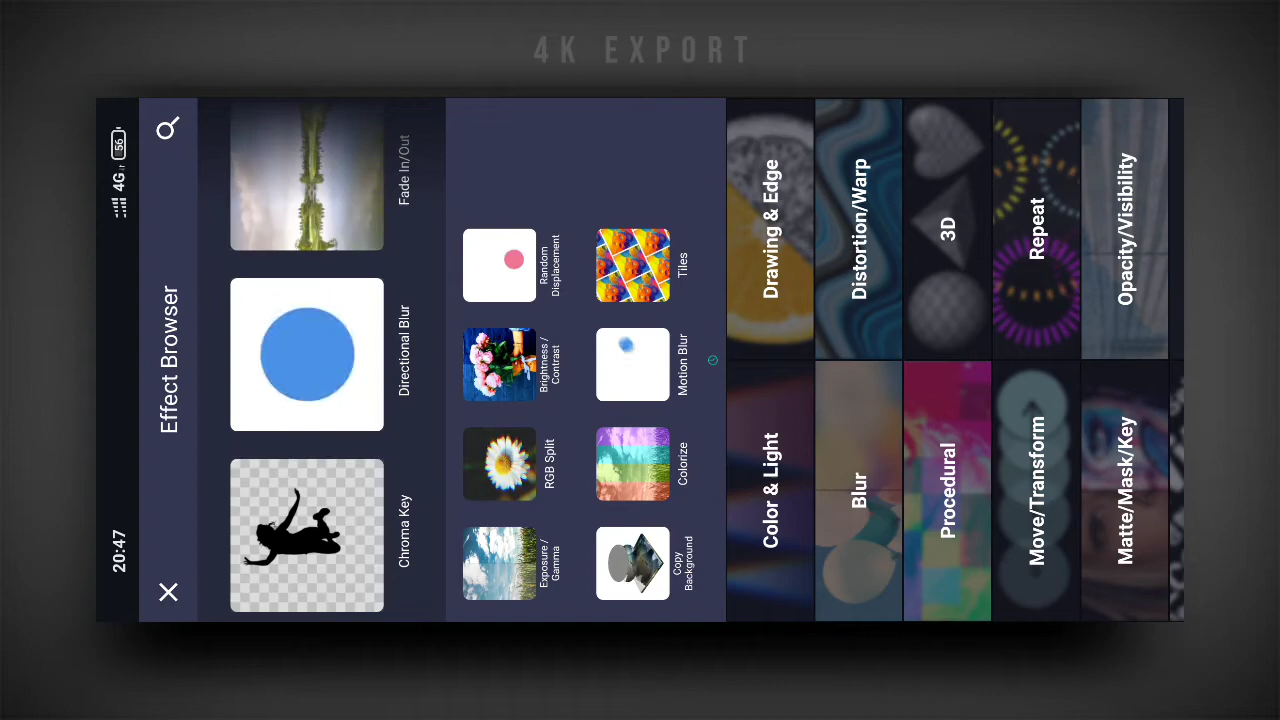 4K EXPORT
20:47
4G
56
Effect Browser
Chroma Key
Directional Blur
Fade In/Out
Exposure /
Gamma
RGB Split
Brightness /
Contrast
Random
Displacement
Copy
Background
Colorize
Motion Blur
Tiles
Color & Light
Drawing & Edge
Blur
Distortion/Warp
Procedural
3D
Move/Transform
Repeat
Matte/Mask/Key
Opacity/Visibility